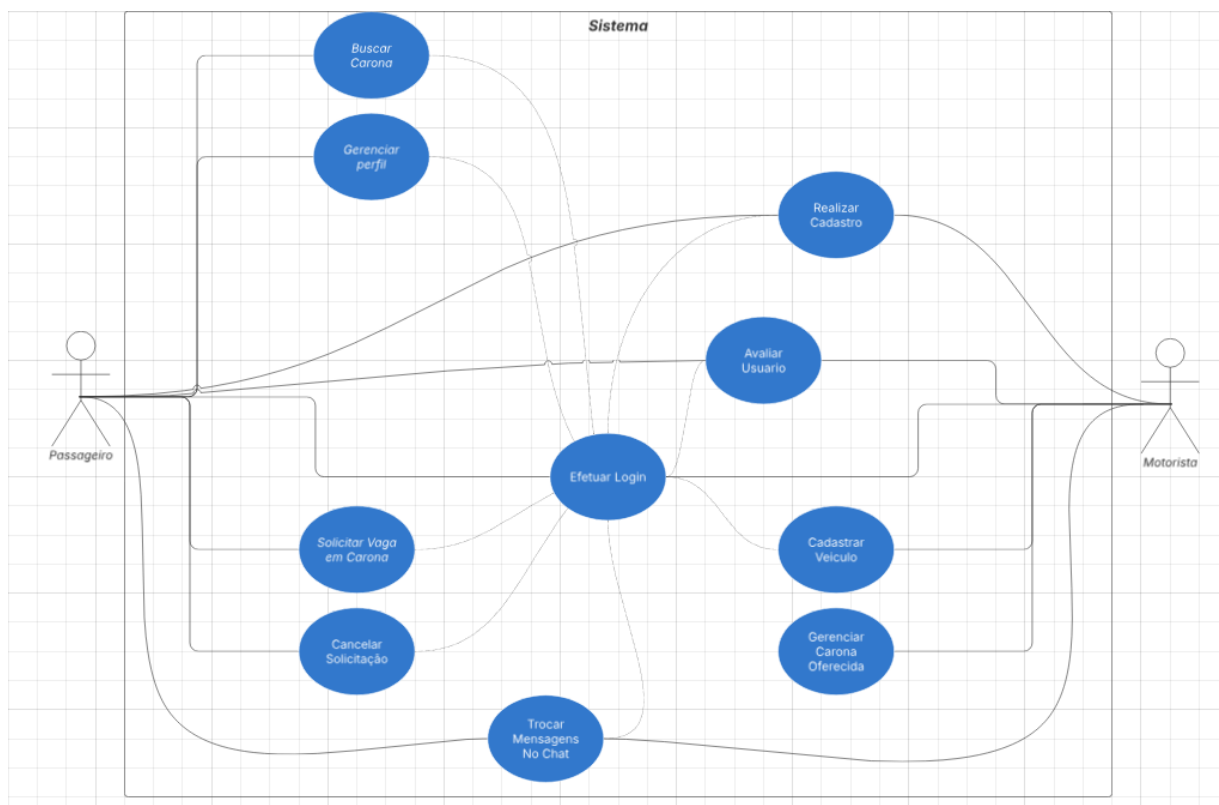 Sistema
Buscar
Carona
Gerenciar
perfil
Realizar
Cadastro
Avaliar
Usuario
Passageiro
Motorista
Efetuar Login
Solicitar Vaga
em Carona
Cadastrar
Veiculo
Cancelar
Solicitação
Gerenciar
Carona
Oferecida
Trocar
Mensagens
No Chat